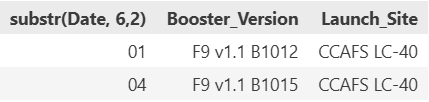 substr(Date, 6,2) Booster_Version Launch_Site
01 F9 v1.1 B1012 CCAFS LC-40
04 F9 v1.1 B1015 CCAFS LC-40